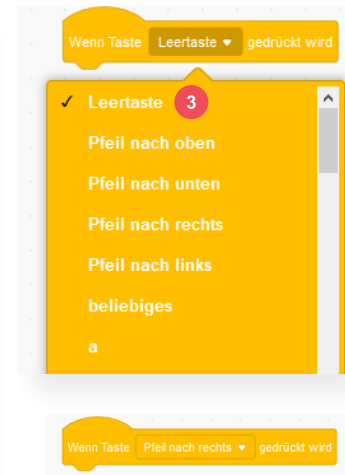 Wenn Taste Leertaste gedrückt wird
✓ Leertaste 3
Pfeil nach oben
Pfeil nach unten
Pfeil nach rechts
Pfeil nach links
beliebiges
a
Wenn Taste Pfeil nach rechts gedrückt wird